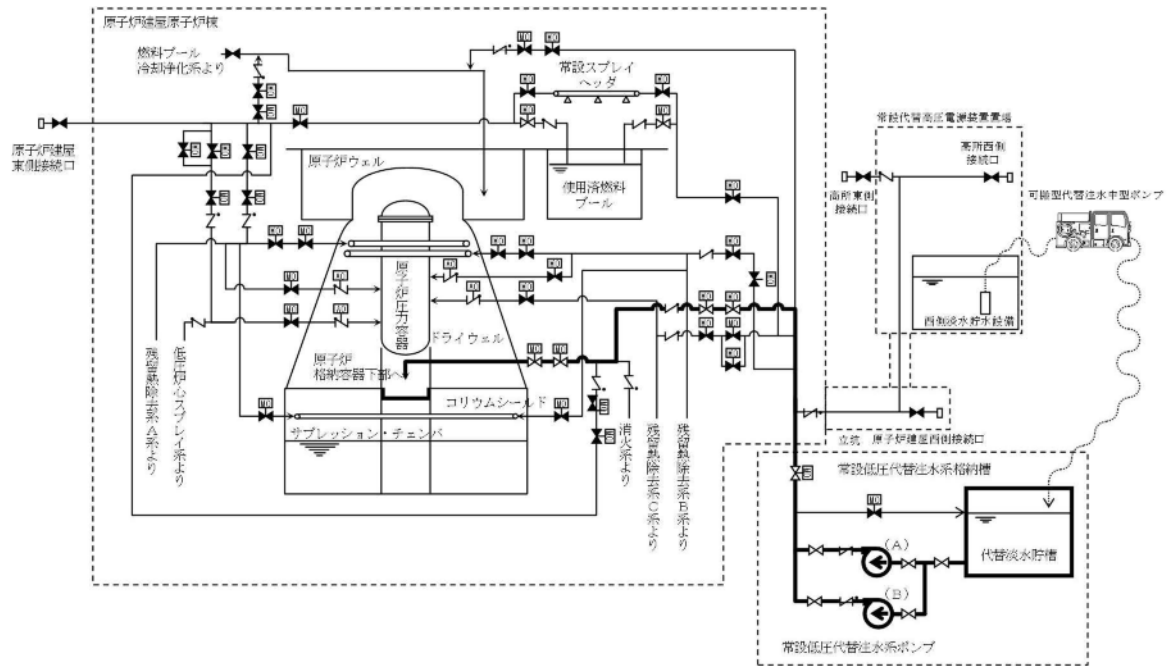 原子炉建屋原子炉棟
燃料プール
冷却浄化系より
常設スプレイ
ヘッダ
原子炉建屋
東側接続口
原子炉ウェル
使用済燃料
プール
常設代替高圧電源装置置場
高所西側
接続口
高所東側
接続口
可搬型代替注水中型ポンプ
西側淡水貯水設備
原子炉圧力容器
ドライウェル
原子炉
格納容器下部へ
コリウムシールド
サプレッション・チェンバ
残留熱除去系A系より
低圧炉心スプレイ系より
消火系より
残留熱除去系C系より
残留熱除去系B系より
立坑
原子炉建屋西側接続口
常設低圧代替注水系格納槽
代替淡水貯槽
(A)
(B)
常設低圧代替注水系ポンプ